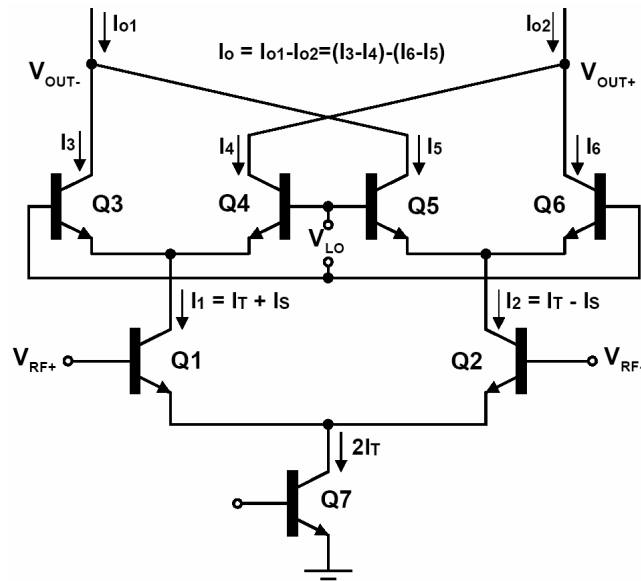 Io1
Io2
Io = Io1-Io2=(I3-I4)-(I6-I5)
VOUT-
VOUT+
I3
I4
I5
I6
Q3
Q4
Q5
Q6
VLO
I1 = IT + IS
I2 = IT - IS
VRF+
Q1
Q2
VRF-
2IT
Q7